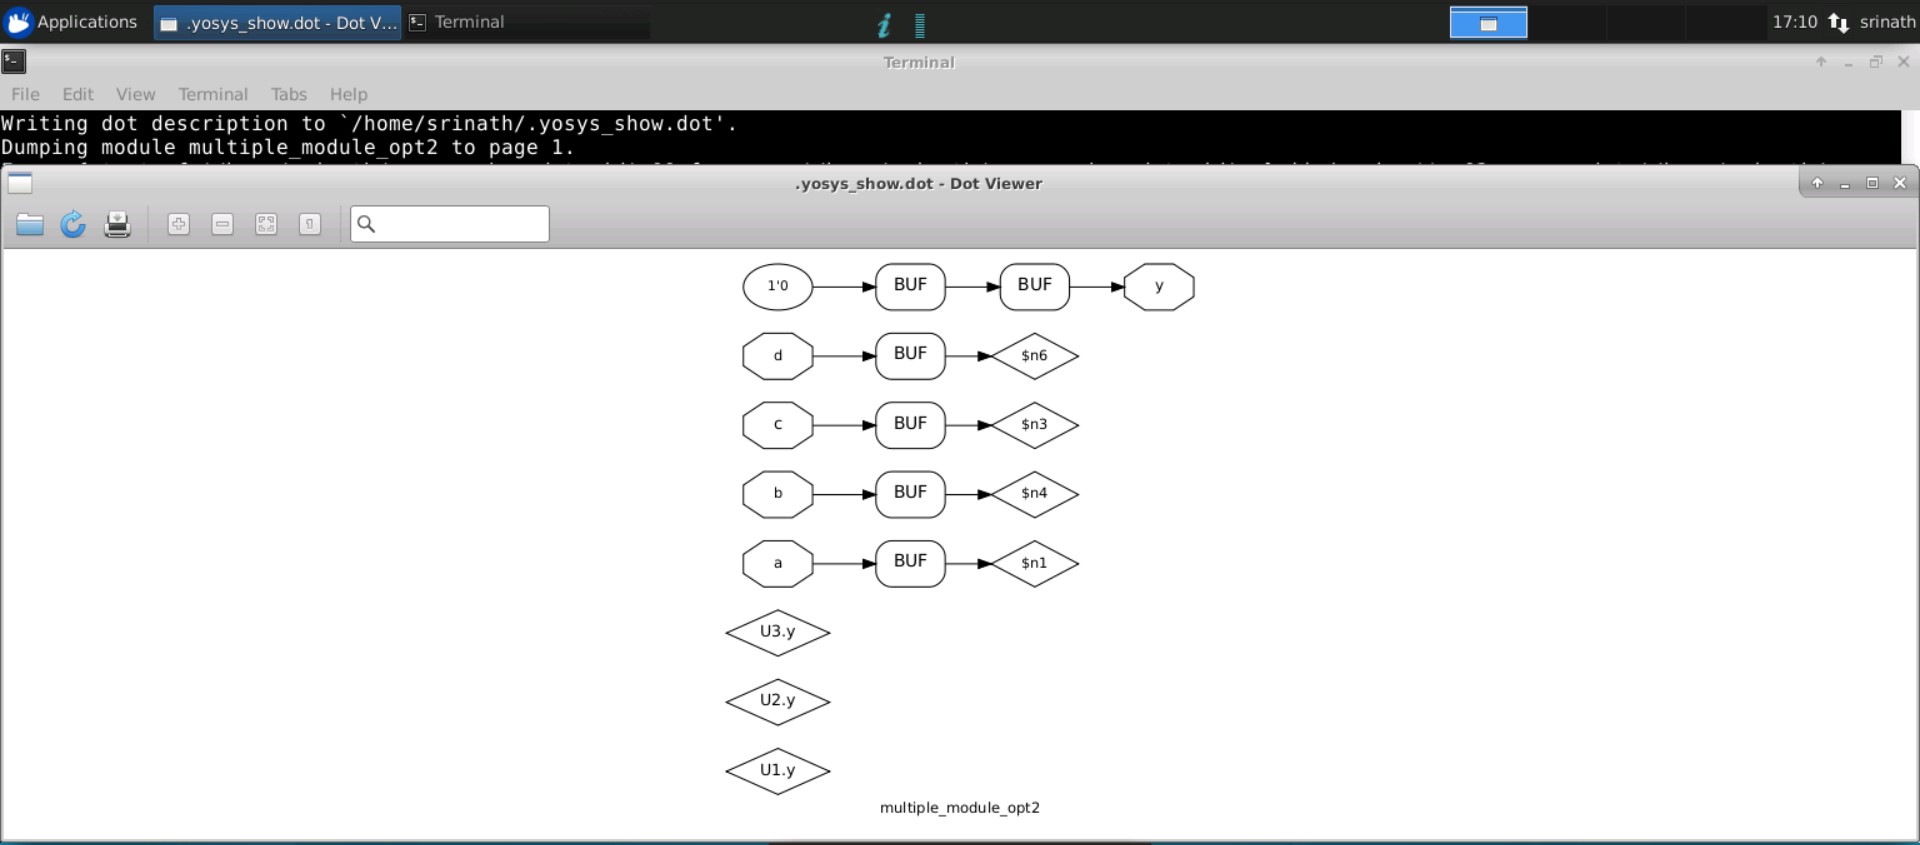 Applications .yosys_show.dot - Dot V... Terminal 17:10 srinath
Terminal
File Edit View Terminal Tabs Help
Writing dot description to `/home/srinath/.yosys_show.dot'.
Dumping module multiple_module_opt2 to page 1.
.yosys_show.dot - Dot Viewer
1'0 BUF BUF y
d BUF $n6
c BUF $n3
b BUF $n4
a BUF $n1
U3.y
U2.y
U1.y
multiple_module_opt2